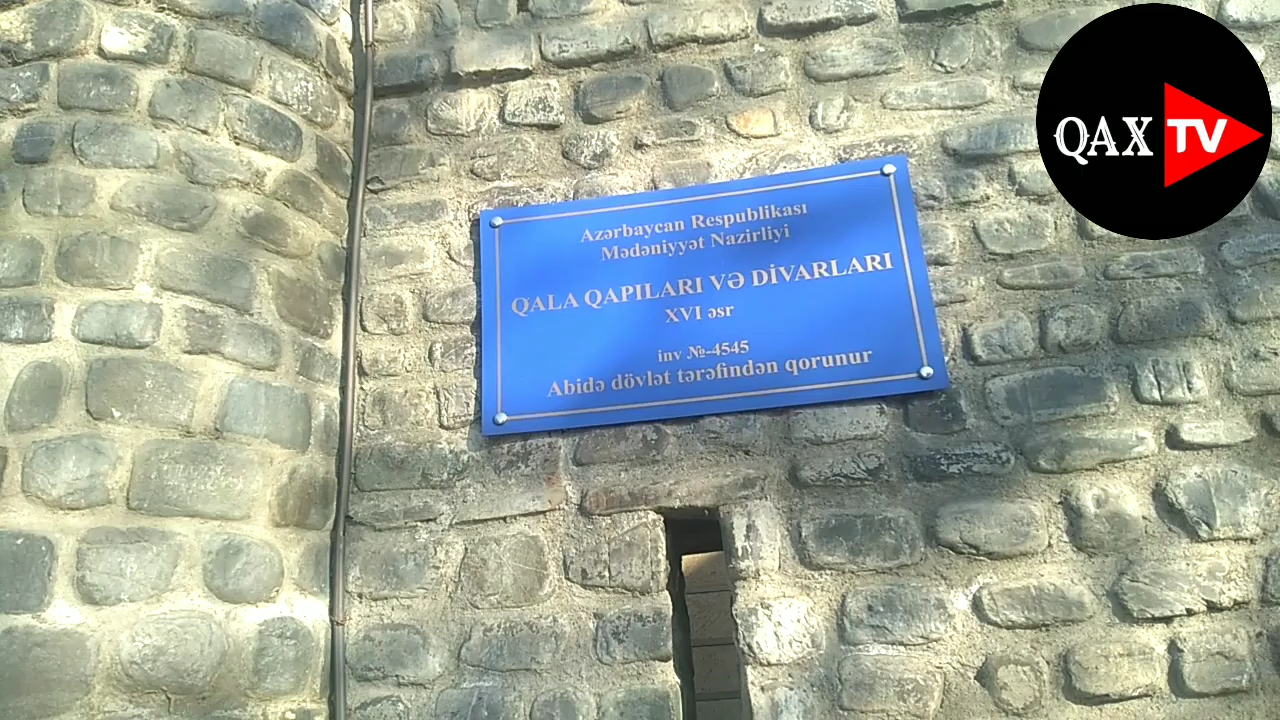 Azərbaycan Respublikası
Mədəniyyət Nazirliyi
QALA QAPILARI VƏ DİVARLARI
XVI əsr
inv №-4545
Abidə dövlət tərəfindən qorunur
QAX TV